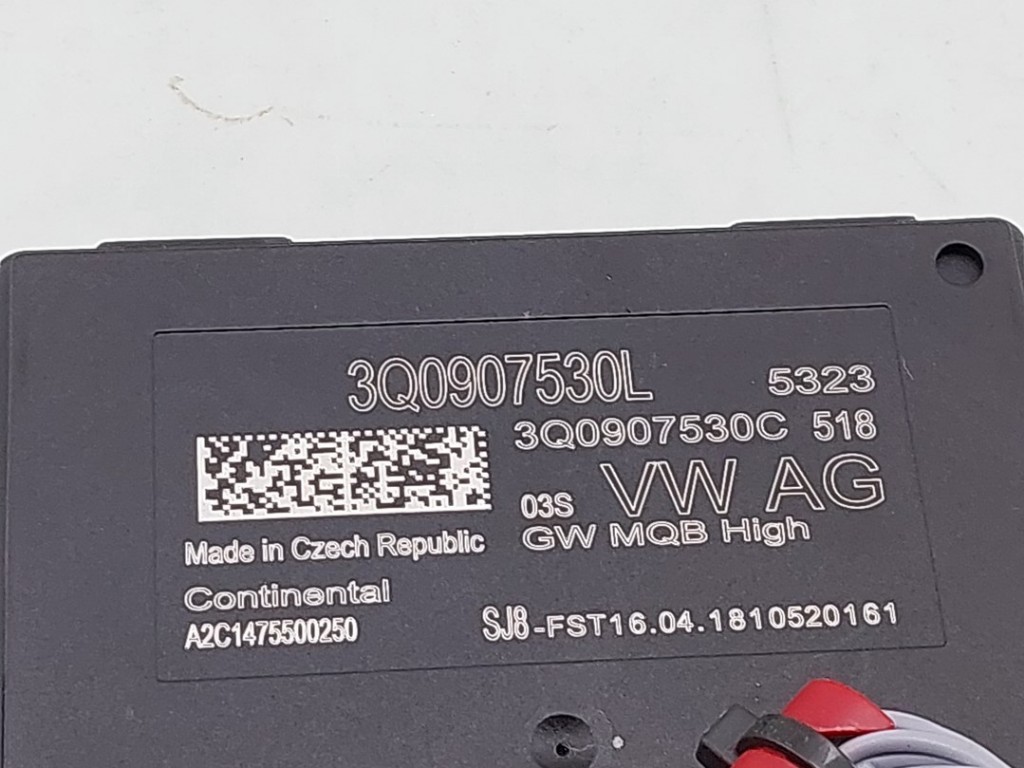 3Q0907530L 5323
3Q0907530C 518
03S VW AG
GW MQB High
Made in Czech Republic
Continental
A2C1475500250
SJ8-FST16.04.1810520161